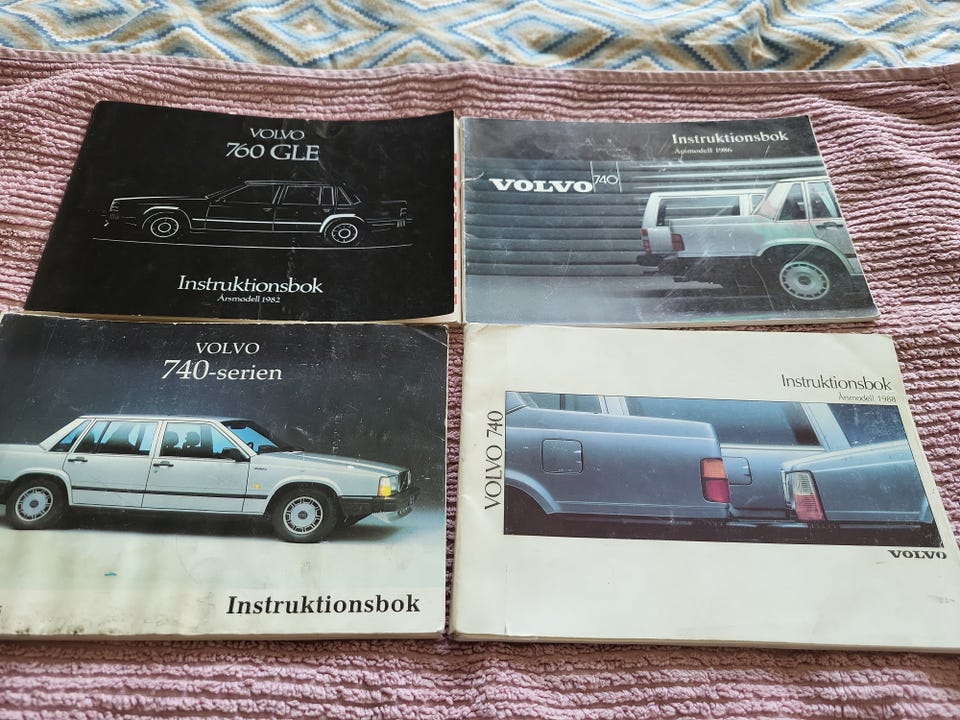 VOLVO
760 GLE
Instruktionsbok
Årsmodell 1982
Instruktionsbok
Årsmodell 1986
VOLVO 740
VOLVO
740-serien
Instruktionsbok
Instruktionsbok
Årsmodell 1988
VOLVO 740
VOLVO